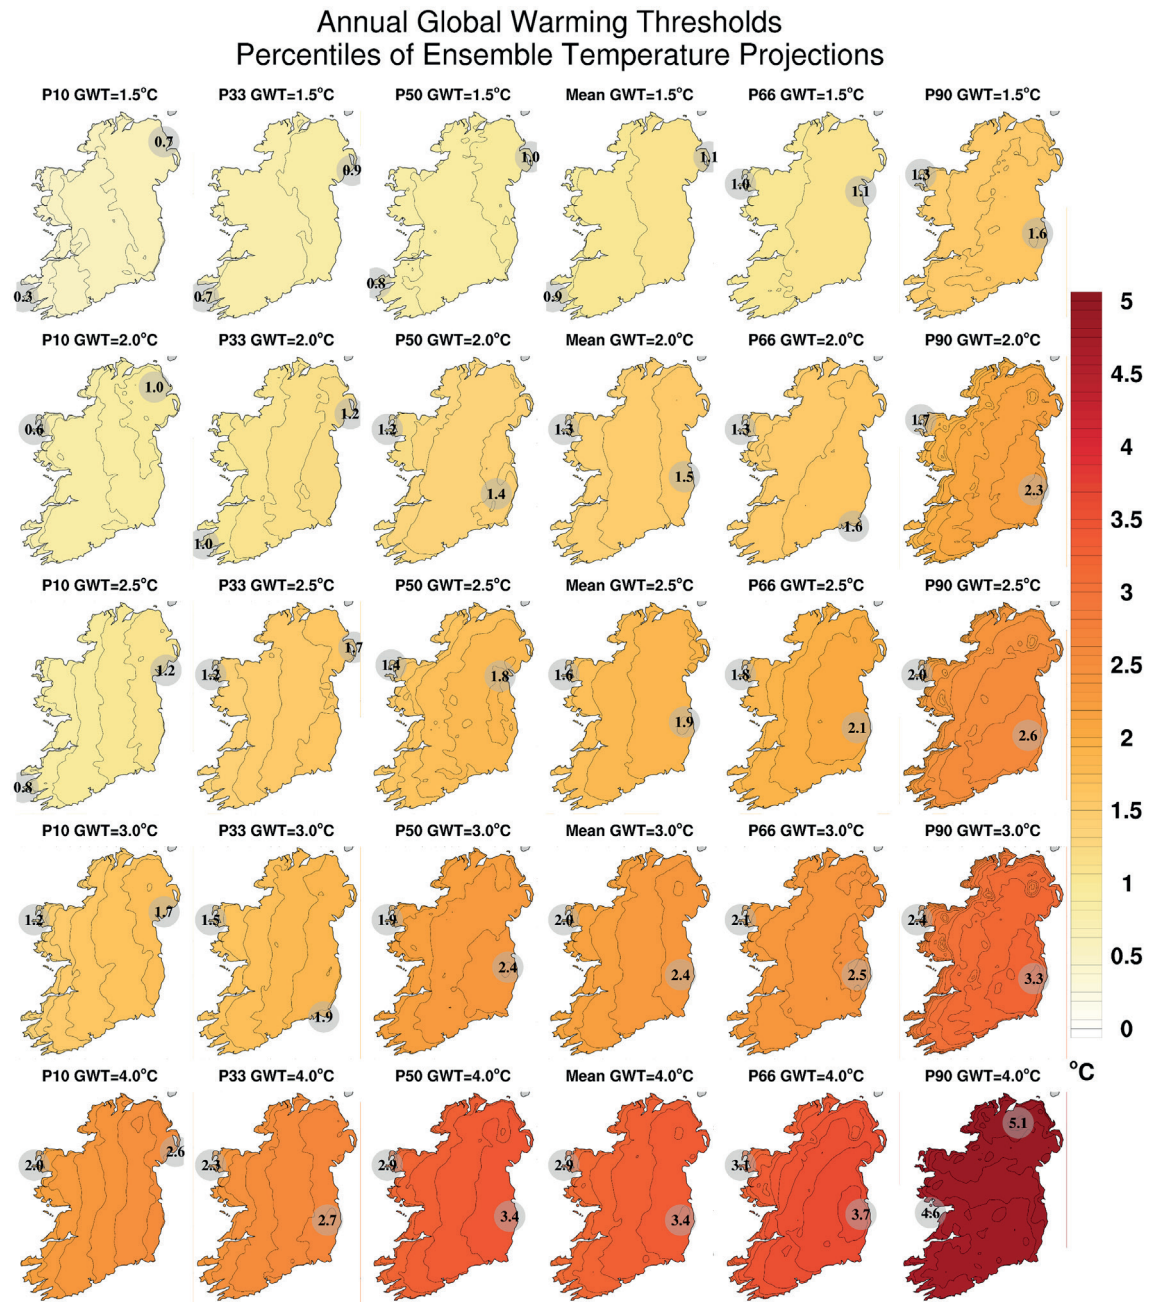 Annual Global Warming Thresholds
Percentiles of Ensemble Temperature Projections
P10 GWT=1.5°C P33 GWT=1.5°C P50 GWT=1.5°C Mean GWT=1.5°C P66 GWT=1.5°C P90 GWT=1.5°C
0.7 0.9 1.0 1.1 1.0 1.1 1.3 1.6
0.3 0.7 0.8 0.9
P10 GWT=2.0°C P33 GWT=2.0°C P50 GWT=2.0°C Mean GWT=2.0°C P66 GWT=2.0°C P90 GWT=2.0°C
0.6 1.0 1.2 1.2 1.3 1.3 1.7
1.0 1.4 1.5 1.6 2.3
P10 GWT=2.5°C P33 GWT=2.5°C P50 GWT=2.5°C Mean GWT=2.5°C P66 GWT=2.5°C P90 GWT=2.5°C
1.2 1.2 1.7 1.4 1.8 1.6 1.8 2.0
0.8 1.9 2.1 2.6
P10 GWT=3.0°C P33 GWT=3.0°C P50 GWT=3.0°C Mean GWT=3.0°C P66 GWT=3.0°C P90 GWT=3.0°C
1.2 1.7 1.5 1.9 2.0 2.1 2.4
1.9 2.4 2.4 2.5 3.3
P10 GWT=4.0°C P33 GWT=4.0°C P50 GWT=4.0°C Mean GWT=4.0°C P66 GWT=4.0°C P90 GWT=4.0°C
2.0 2.6 2.3 2.9 2.9 3.1 5.1
2.7 3.4 3.4 3.7 4.6
5
4.5
4
3.5
3
2.5
2
1.5
1
0.5
0
°C